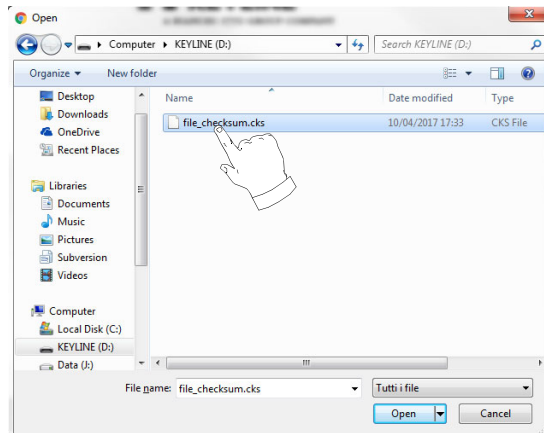 Open
Computer ▸ KEYLINE (D:)
Search KEYLINE (D:)
Organize
New folder
Name
Date modified
Type
file_checksum.cks
10/04/2017 17:33
CKS File
Desktop
Downloads
OneDrive
Recent Places
Libraries
Documents
Music
Pictures
Subversion
Videos
Computer
Local Disk (C:)
KEYLINE (D:)
Data (J:)
File name:
file_checksum.cks
Tutti i file
Open
Cancel